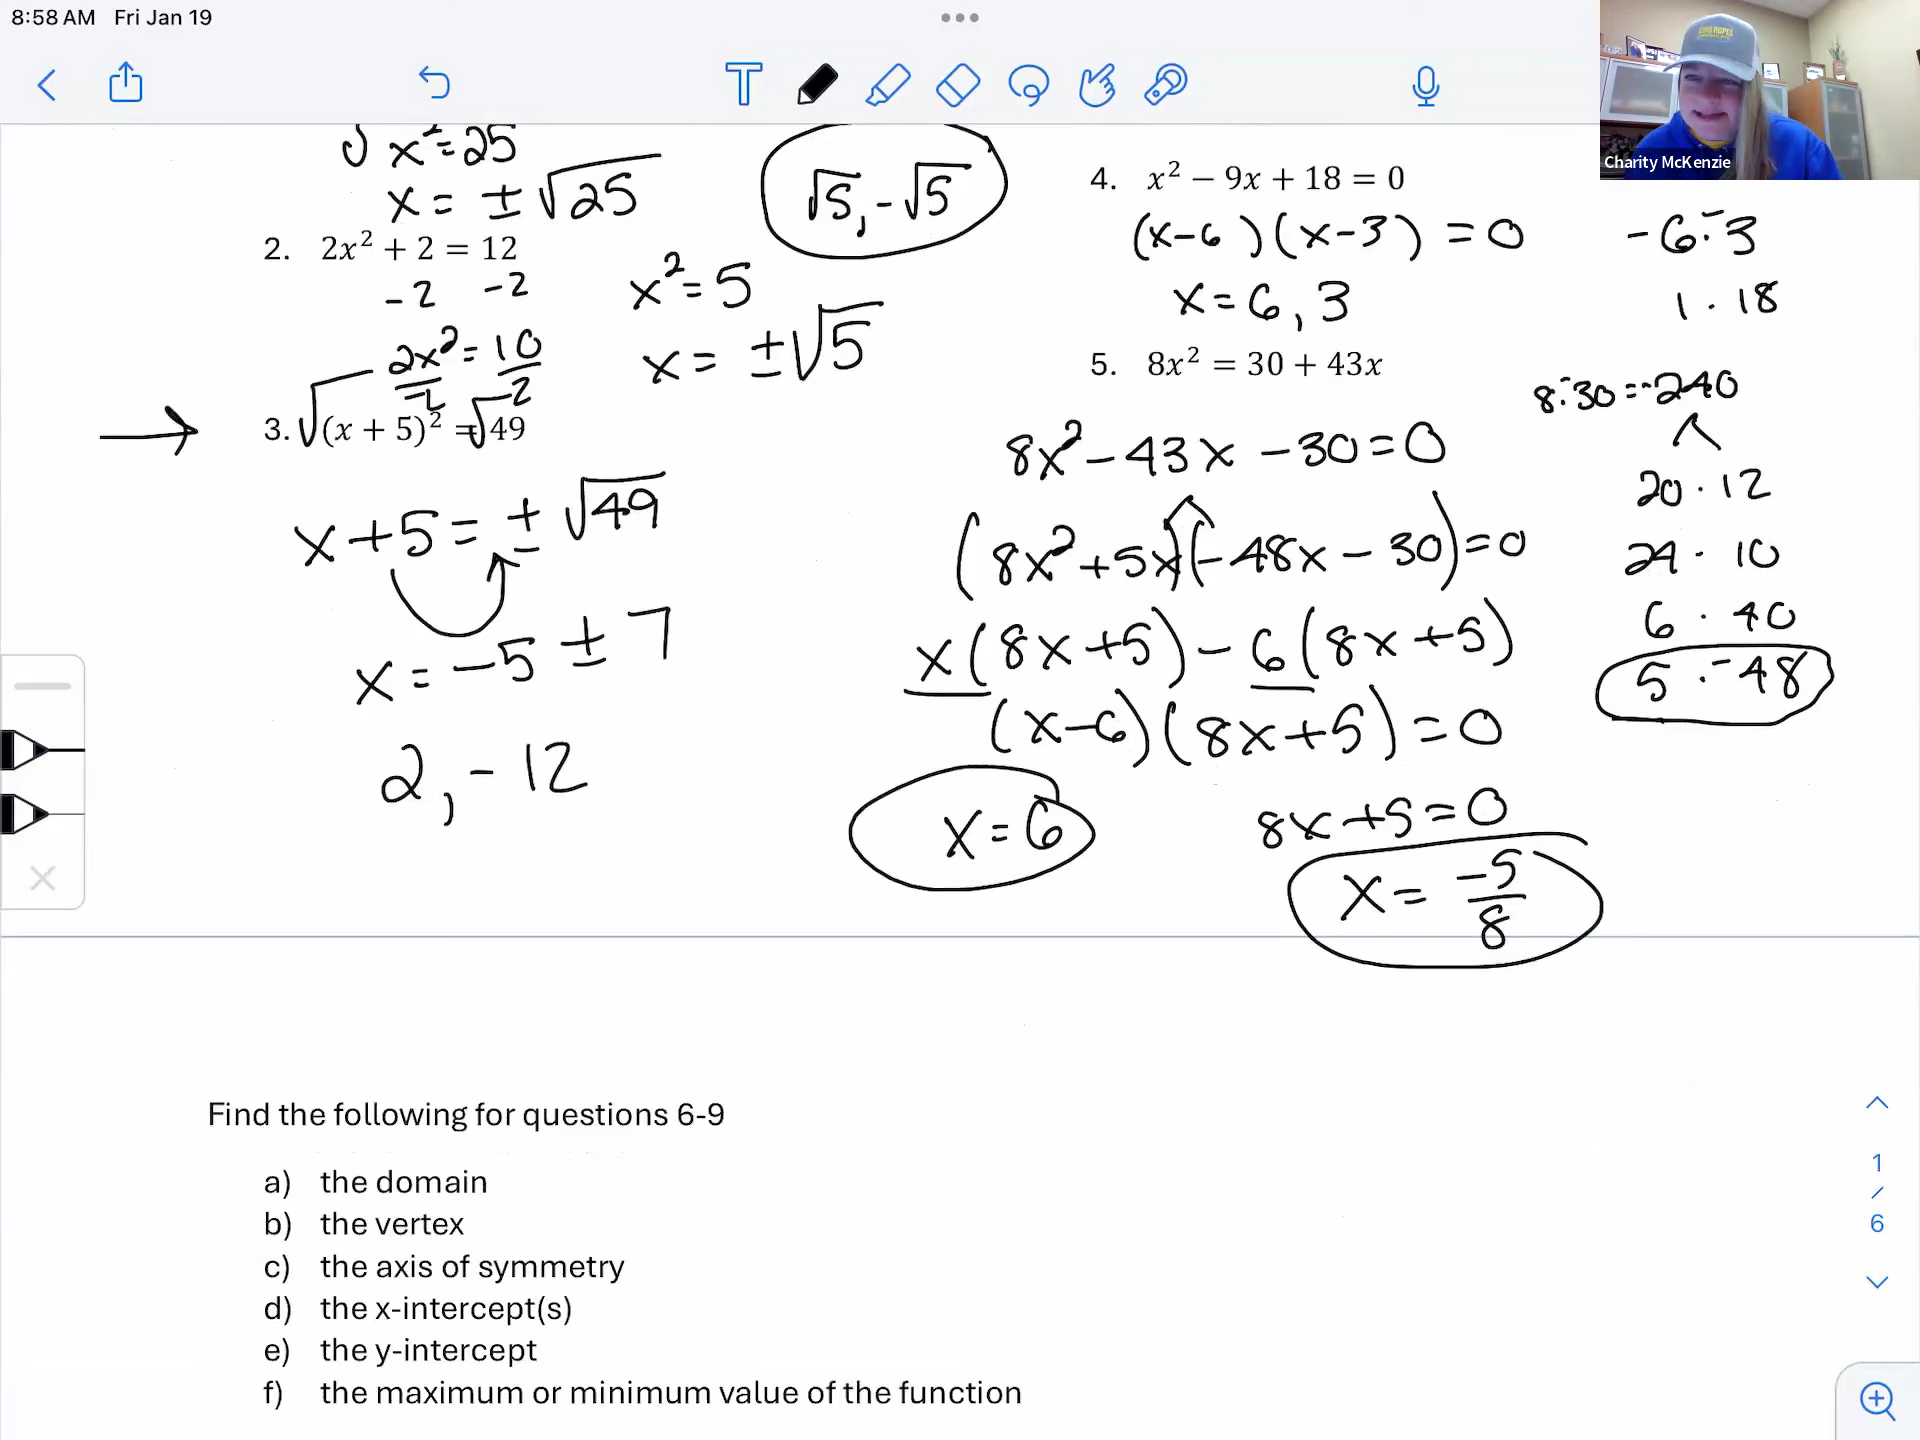 8:58 AM Fri Jan 19
Charity McKenzie
x² = 25
x = ± √25
2. 2x² + 2 = 12
-2 -2
2x² = 10
2
√5, -√5
x² = 5
x = ±√5
3. √(x + 5)² = √49
x + 5 = ± √49
x = -5 ± 7
2, -12
4. x² − 9x + 18 = 0
(x-6)(x-3) = 0
x = 6, 3
-6·-3
1 · 18
5. 8x² = 30 + 43x
8·-30 = -240
20 · 12
24 · 10
6 · 40
5 · -48
8x² - 43x - 30 = 0
(8x² + 5x)(-48x - 30) = 0
x(8x+5) - 6(8x+5)
(x-6)(8x+5) = 0
x = 6
8x+5 = 0
x = -5/8
Find the following for questions 6-9
a) the domain
b) the vertex
c) the axis of symmetry
d) the x-intercept(s)
e) the y-intercept
f) the maximum or minimum value of the function
1
/
6